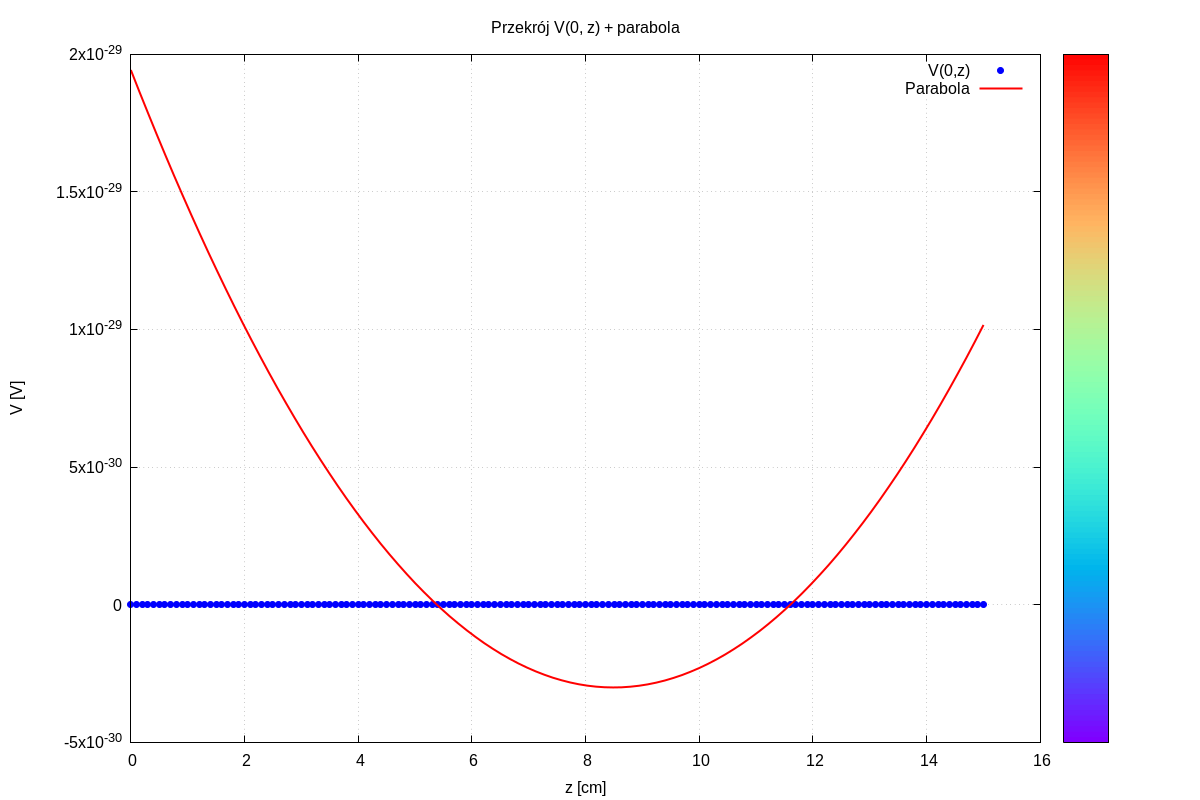 Przekrój V(0, z) + parabola
V(0,z)
Parabola
2x10^-29
1.5x10^-29
1x10^-29
5x10^-30
0
-5x10^-30
V [V]
0 2 4 6 8 10 12 14 16
z [cm]